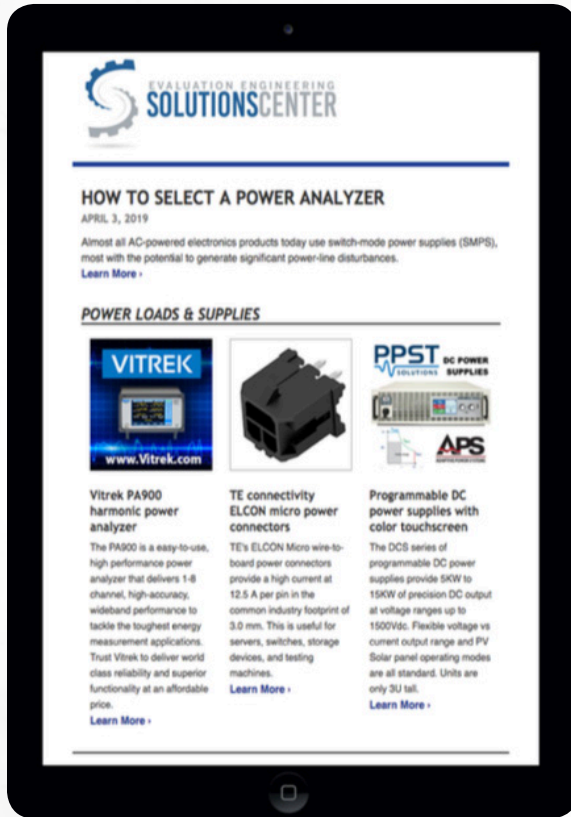 EVALUATION ENGINEERING
SOLUTIONSCENTER
HOW TO SELECT A POWER ANALYZER
APRIL 3, 2019
Almost all AC-powered electronics products today use switch-mode power supplies (SMPS),
most with the potential to generate significant power-line disturbances.
Learn More ›
POWER LOADS & SUPPLIES
VITREK
www.Vitrek.com
PPST
SOLUTIONS
DC POWER
SUPPLIES
APS
Vitrek PA900
harmonic power
analyzer
The PA900 is a easy-to-use,
high performance power
analyzer that delivers 1-8
channel, high-accuracy,
wideband performance to
tackle the toughest energy
measurement applications.
Trust Vitrek to deliver world
class reliability and superior
functionality at an affordable
price.
Learn More ›
TE connectivity
ELCON micro power
connectors
TE's ELCON Micro wire-to-
board power connectors
provide a high current at
12.5 A per pin in the
common industry footprint of
3.0 mm. This is useful for
servers, switches, storage
devices, and testing
machines.
Learn More ›
Programmable DC
power supplies with
color touchscreen
The DCS series of
programmable DC power
supplies provide 5KW to
15KW of precision DC output
at voltage ranges up to
1500Vdc. Flexible voltage vs
current output range and PV
Solar panel operating modes
are all standard. Units are
only 3U tall.
Learn More ›